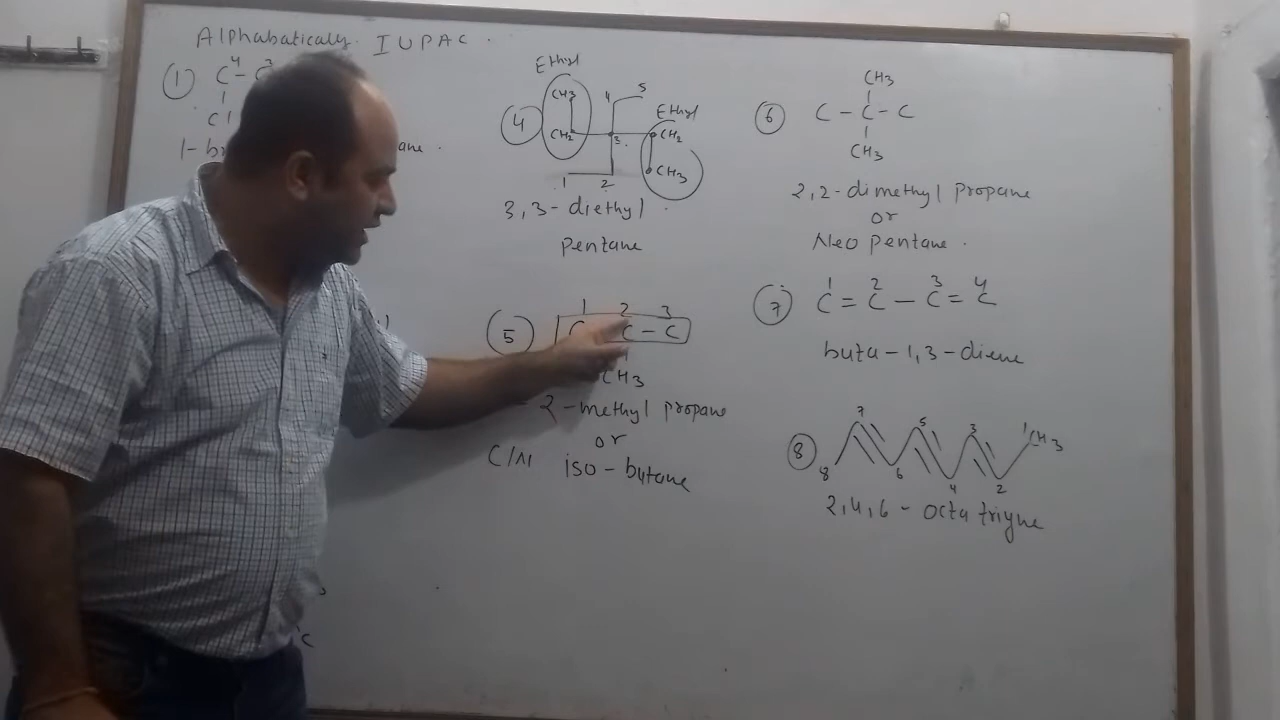 Alphabatically IUPAC.
1 C4 -
Cl
1-b ane.
4 Ethyl
CH3 4 5
Ethyl
CH2 3. CH2
CH3
1 2
3,3-diethyl
Pentane
5 1 2 3
C - C
CH3
2-methyl propane
or
C/N iso-butane
6 CH3
C - C - C
CH3
2,2-dimethyl propane
or
Neo pentane.
7 1 2 3 4
C = C - C = C
buta-1,3-diene
8 7 5 3 1 CH3
8 6 4 2
2,4,6-octa triyne